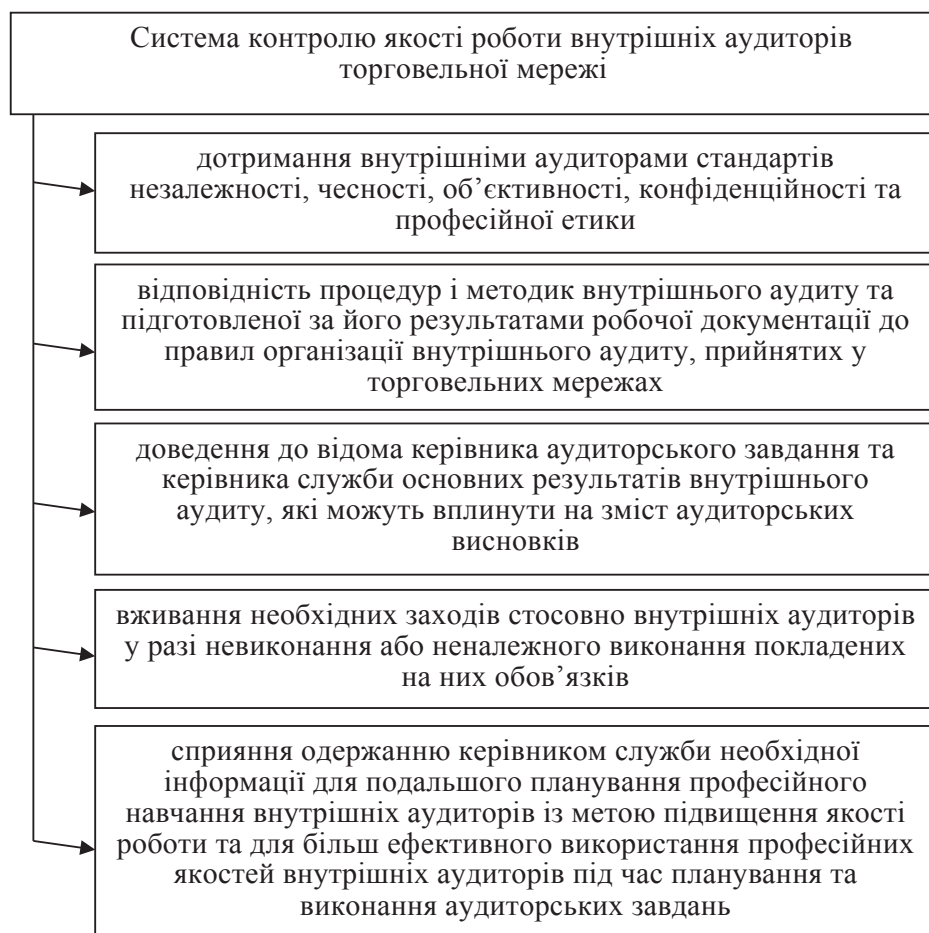 Система контролю якості роботи внутрішніх аудиторів
торговельної мережі
дотримання внутрішніми аудиторами стандартів
незалежності, чесності, об’єктивності, конфіденційності та
професійної етики
відповідність процедур і методик внутрішнього аудиту та
підготовленої за його результатами робочої документації до
правил організації внутрішнього аудиту, прийнятих у
торговельних мережах
доведення до відома керівника аудиторського завдання та
керівника служби основних результатів внутрішнього
аудиту, які можуть вплинути на зміст аудиторських
висновків
вживання необхідних заходів стосовно внутрішніх аудиторів
у разі невиконання або неналежного виконання покладених
на них обов’язків
сприяння одержанню керівником служби необхідної
інформації для подальшого планування професійного
навчання внутрішніх аудиторів із метою підвищення якості
роботи та для більш ефективного використання професійних
якостей внутрішніх аудиторів під час планування та
виконання аудиторських завдань